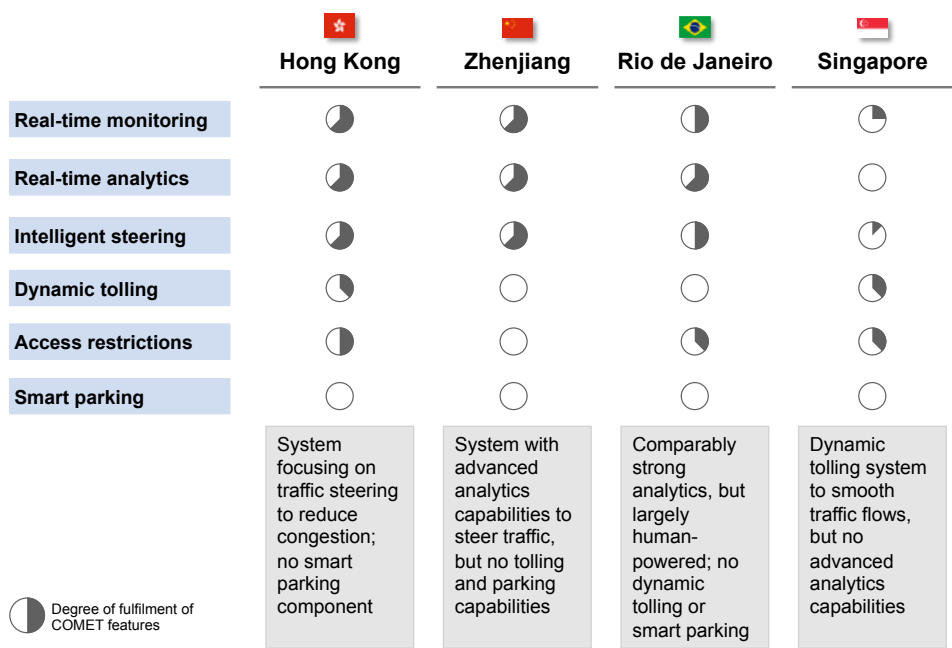 Hong Kong
Zhenjiang
Rio de Janeiro
Singapore
Real-time monitoring
Real-time analytics
Intelligent steering
Dynamic tolling
Access restrictions
Smart parking
System
focusing on
traffic steering
to reduce
congestion;
no smart
parking
component
System with
advanced
analytics
capabilities to
steer traffic,
but no tolling
and parking
capabilities
Comparably
strong
analytics, but
largely
human-
powered; no
dynamic
tolling or
smart parking
Dynamic
tolling system
to smooth
traffic flows,
but no
advanced
analytics
capabilities
Degree of fulfilment of
COMET features